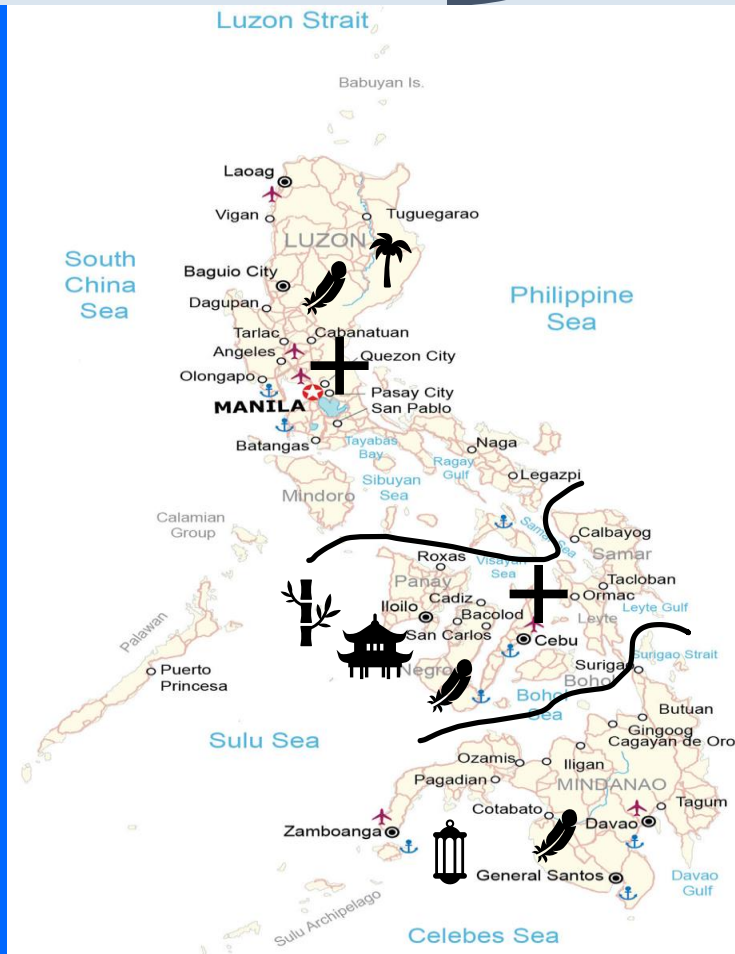 Luzon Strait
Babuyan Is.
Laoag
Vigan
Tuguegarao
LUZON
South
China
Sea
Baguio City
Philippine
Sea
Dagupan
Tarlac
Cabanatuan
Angeles
Quezon City
Olongapo
MANILA
Pasay City
San Pablo
Batangas
Tayabas
Bay
Naga
Ragay
Gulf
Legazpi
Sibuyan
Sea
Mindoro
Calamian
Group
Samar Sea
Calbayog
Samar
Roxas
Visayan
Sea
Panay
Tacloban
Cadiz
Ormac
Iloilo
Bacolod
Leyte Gulf
Leyte
San Carlos
Cebu
Palawan
Puerto
Princesa
Negro
Surigao Strait
Surigao
Bohol
Bohol
Sea
Butuan
Gingoog
Cagayan de Oro
Sulu Sea
Ozamis
Iligan
Pagadian
MINDANAO
Cotabato
Tagum
Davao
Zamboanga
General Santos
Davao
Gulf
Sulu Archipelago
Celebes Sea